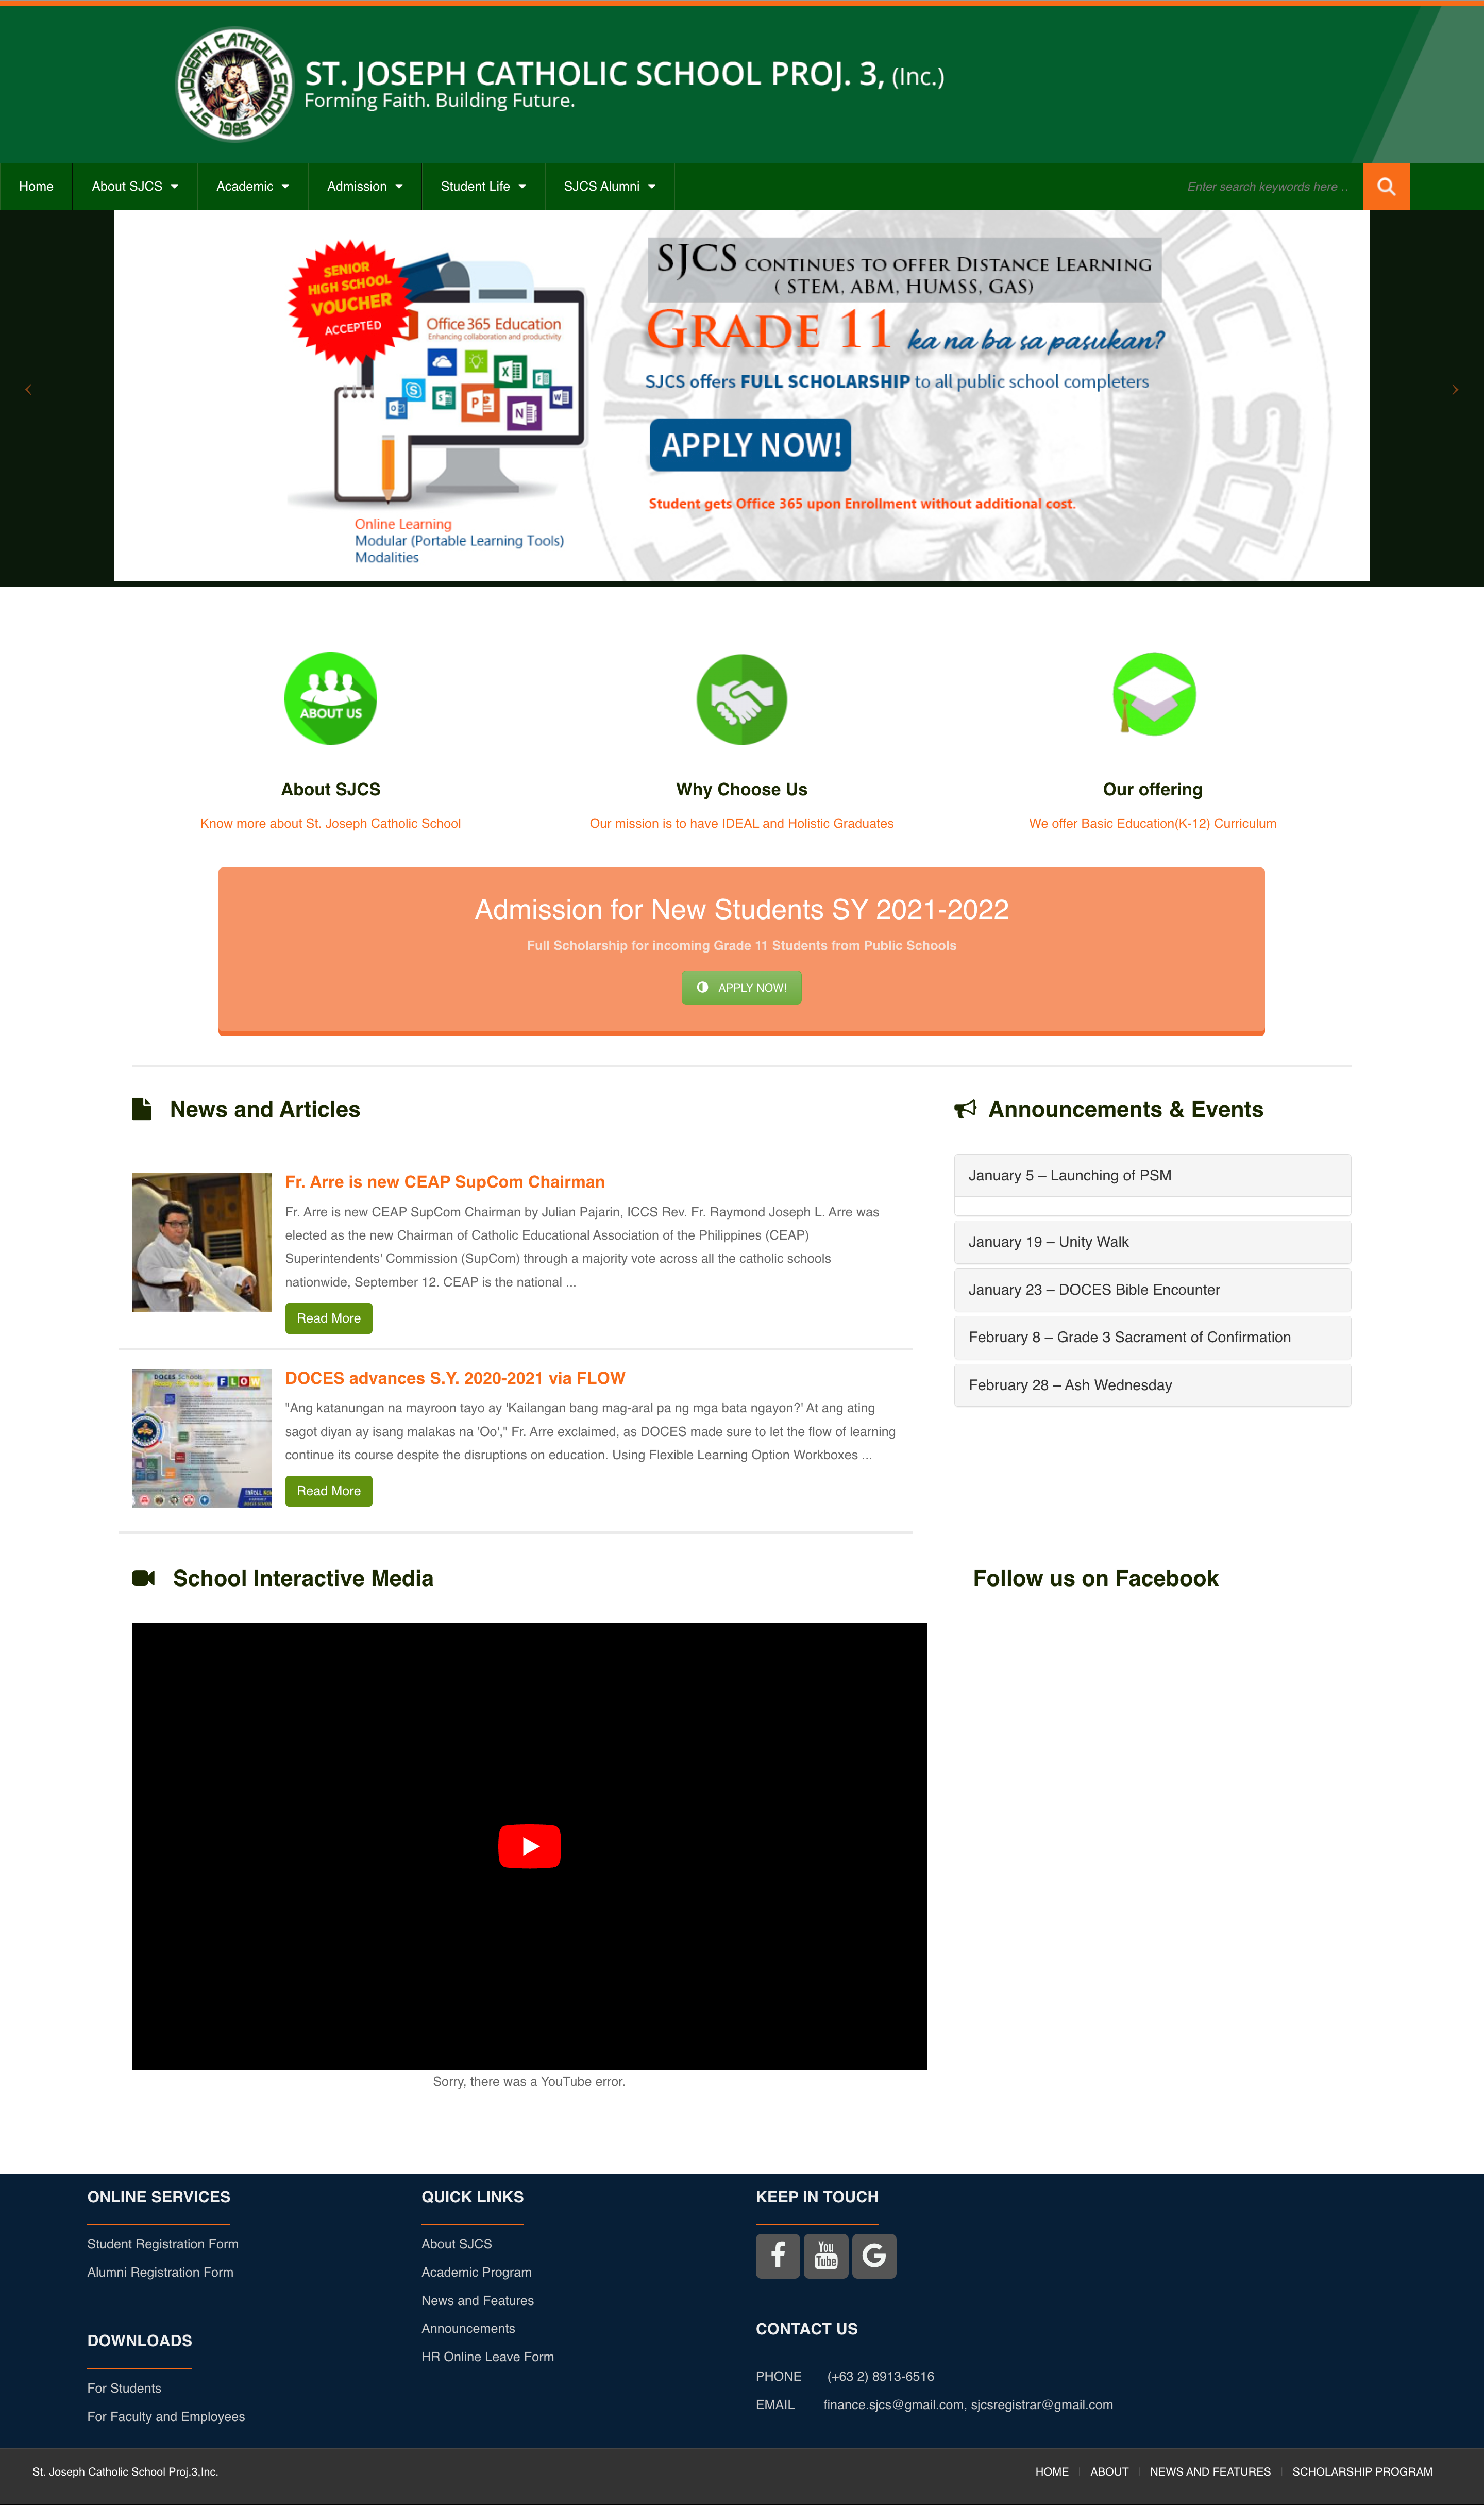 ST. JOSEPH CATHOLIC SCHOOL
1985
ST. JOSEPH CATHOLIC SCHOOL PROJ. 3, (Inc.)
Forming Faith. Building Future.
Home
About SJCS
Academic
Admission
Student Life
SJCS Alumni
Enter search keywords here ..
SENIOR
HIGH SCHOOL
VOUCHER
ACCEPTED
Office 365 Education
Enhancing collaboration and productivity
Online Learning
Modular (Portable Learning Tools)
Modalities
SJCS CONTINUES TO OFFER DISTANCE LEARNING
( STEM, ABM, HUMSS, GAS)
GRADE 11 ka na ba sa pasukan?
SJCS offers FULL SCHOLARSHIP to all public school completers
APPLY NOW!
Student gets Office 365 upon Enrollment without additional cost.
ABOUT US
About SJCS
Know more about St. Joseph Catholic School
Why Choose Us
Our mission is to have IDEAL and Holistic Graduates
Our offering
We offer Basic Education(K-12) Curriculum
Admission for New Students SY 2021-2022
Full Scholarship for incoming Grade 11 Students from Public Schools
APPLY NOW!
News and Articles
Fr. Arre is new CEAP SupCom Chairman
Fr. Arre is new CEAP SupCom Chairman by Julian Pajarin, ICCS Rev. Fr. Raymond Joseph L. Arre was
elected as the new Chairman of Catholic Educational Association of the Philippines (CEAP)
Superintendents' Commission (SupCom) through a majority vote across all the catholic schools
nationwide, September 12. CEAP is the national ...
Read More
DOCES Schools
FLOW
DOCES advances S.Y. 2020-2021 via FLOW
"Ang katanungan na mayroon tayo ay 'Kailangan bang mag-aral pa ng mga bata ngayon?' At ang ating
sagot diyan ay isang malakas na 'Oo'," Fr. Arre exclaimed, as DOCES made sure to let the flow of learning
continue its course despite the disruptions on education. Using Flexible Learning Option Workboxes ...
Read More
Announcements & Events
January 5 – Launching of PSM
January 19 – Unity Walk
January 23 – DOCES Bible Encounter
February 8 – Grade 3 Sacrament of Confirmation
February 28 – Ash Wednesday
School Interactive Media
Sorry, there was a YouTube error.
Follow us on Facebook
ONLINE SERVICES
Student Registration Form
Alumni Registration Form
DOWNLOADS
For Students
For Faculty and Employees
QUICK LINKS
About SJCS
Academic Program
News and Features
Announcements
HR Online Leave Form
KEEP IN TOUCH
You
Tube
CONTACT US
PHONE (+63 2) 8913-6516
EMAIL finance.sjcs@gmail.com, sjcsregistrar@gmail.com
St. Joseph Catholic School Proj.3,Inc.
HOME
ABOUT
NEWS AND FEATURES
SCHOLARSHIP PROGRAM